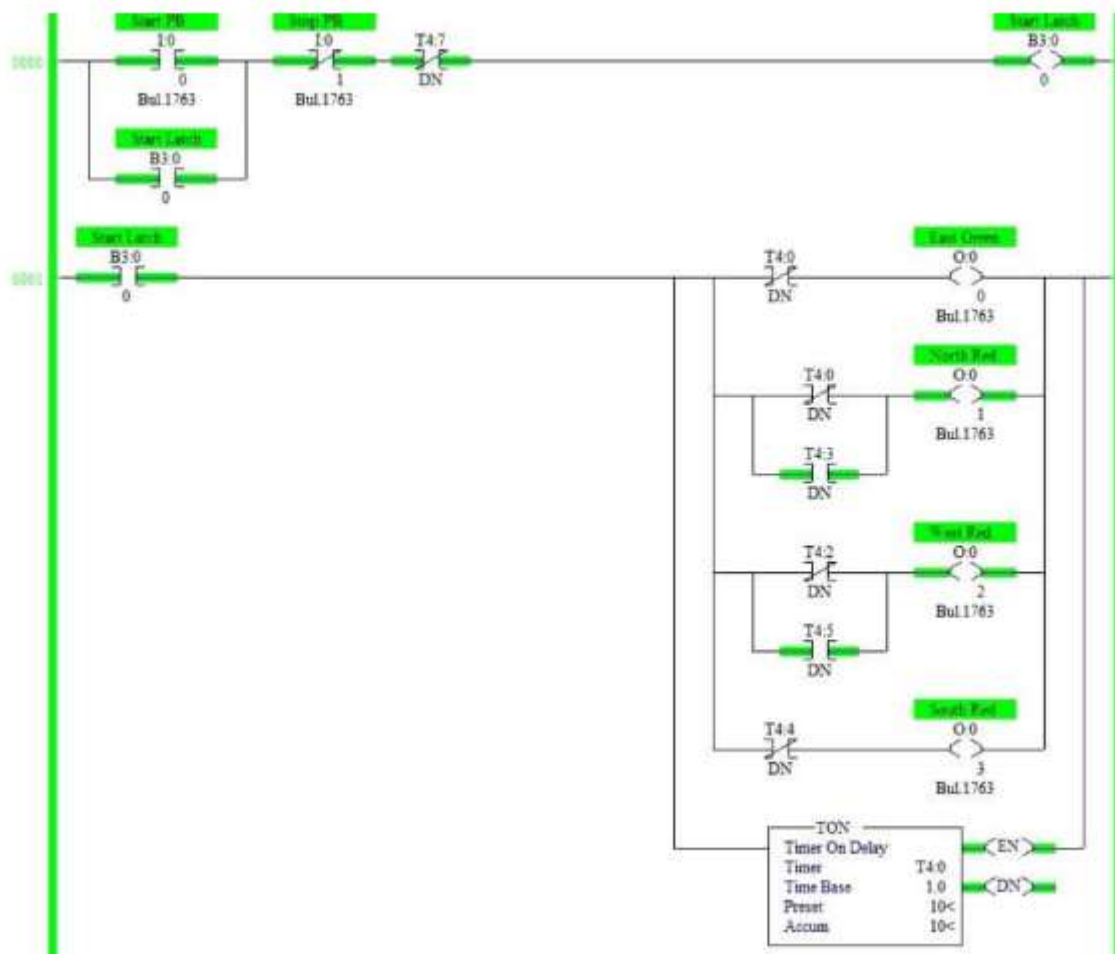 Start PB
Stop PB
Start Latch
I:0
I:0
T4:7
B3:0
0000
0
1
DN
0
Bul.1763
Bul.1763
Start Latch
B3:0
0
Start Latch
East Green
B3:0
T4:0
O:0
0001
0
DN
0
Bul.1763
North Red
T4:0
O:0
DN
1
Bul.1763
T4:3
DN
West Red
T4:2
O:0
DN
2
Bul.1763
T4:5
DN
South Red
T4:4
O:0
DN
3
Bul.1763
TON
Timer On Delay
EN
Timer T4:0
Time Base 1.0
DN
Preset 10<
Accum 10<